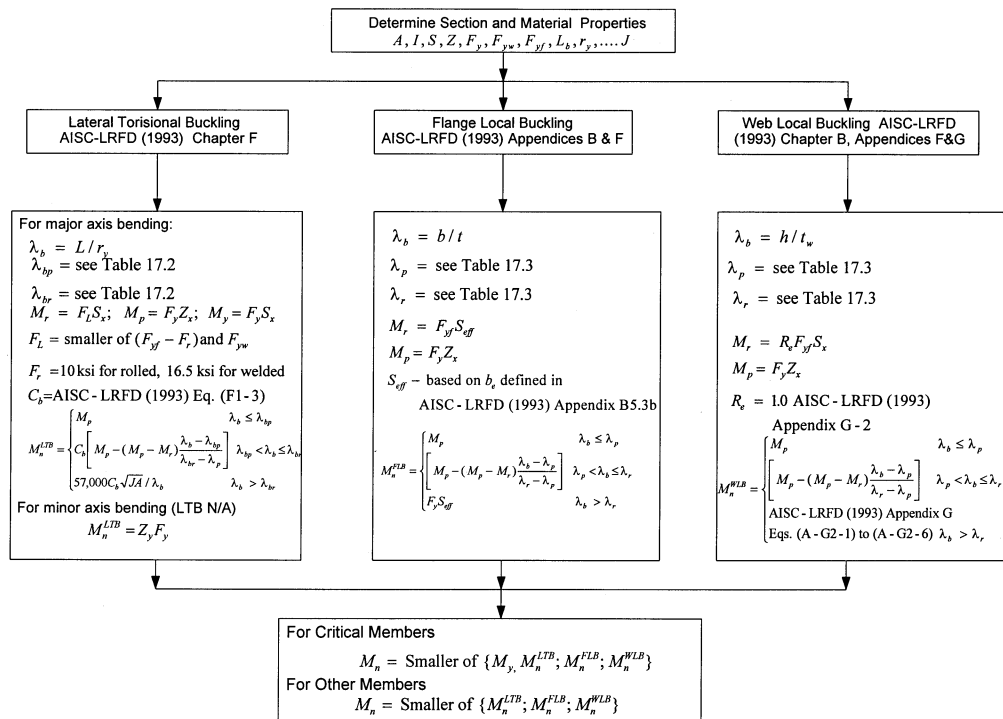 Determine Section and Material Properties
A, I, S, Z, F_y, F_yw, F_yf, L_b, r_y, .... J
Lateral Torisional Buckling
AISC-LRFD (1993) Chapter F
Flange Local Buckling
AISC-LRFD (1993) Appendices B & F
Web Local Buckling AISC-LRFD
(1993) Chapter B, Appendices F&G
For major axis bending:
λ_b = L / r_y
λ_bp = see Table 17.2
λ_br = see Table 17.2
M_r = F_L S_x; M_p = F_y Z_x; M_y = F_y S_x
F_L = smaller of (F_yf − F_r) and F_yw
F_r = 10 ksi for rolled, 16.5 ksi for welded
C_b = AISC - LRFD (1993) Eq. (F1 - 3)
M_n^LTB = { M_p λ_b ≤ λ_bp
C_b [ M_p − (M_p − M_r) (λ_b − λ_bp) / (λ_br − λ_p) ] λ_bp < λ_b ≤ λ_br
57,000 C_b √JA / λ_b λ_b > λ_br
For minor axis bending (LTB N/A)
M_n^LTB = Z_y F_y
λ_b = b / t
λ_p = see Table 17.3
λ_r = see Table 17.3
M_r = F_yf S_eff
M_p = F_y Z_x
S_eff − based on b_e defined in
AISC - LRFD (1993) Appendix B5.3b
M_n^FLB = { M_p λ_b ≤ λ_p
[ M_p − (M_p − M_r) (λ_b − λ_p) / (λ_r − λ_p) ] λ_p < λ_b ≤ λ_r
F_y S_eff λ_b > λ_r
λ_b = h / t_w
λ_p = see Table 17.3
λ_r = see Table 17.3
M_r = R_e F_yf S_x
M_p = F_y Z_x
R_e = 1.0 AISC - LRFD (1993)
Appendix G - 2
M_n^WLB = { M_p λ_b ≤ λ_p
[ M_p − (M_p − M_r) (λ_b − λ_p) / (λ_r − λ_p) ] λ_p < λ_b ≤ λ_r
AISC - LRFD (1993) Appendix G
Eqs. (A - G2 - 1) to (A - G2 - 6) λ_b > λ_r
For Critical Members
M_n = Smaller of {M_y, M_n^LTB; M_n^FLB; M_n^WLB}
For Other Members
M_n = Smaller of {M_n^LTB; M_n^FLB; M_n^WLB}